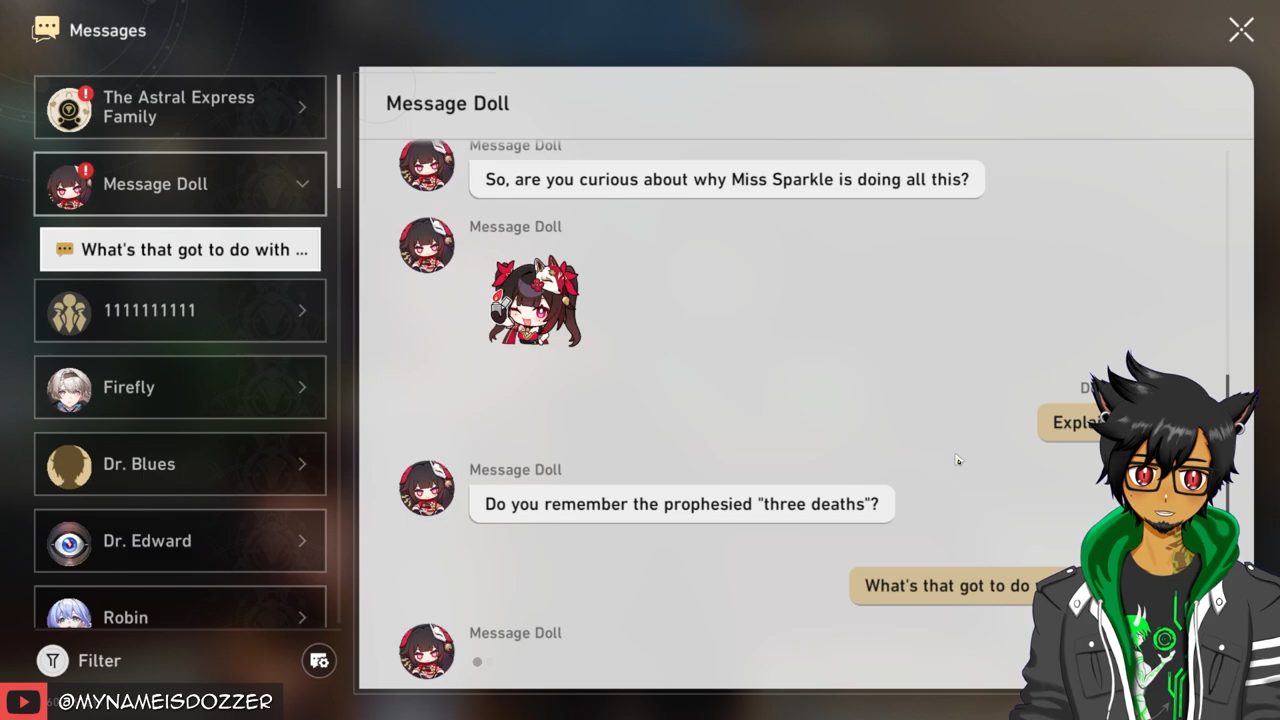 Messages
The Astral Express
Family
Message Doll
What's that got to do with ...
1111111111
Firefly
Dr. Blues
Dr. Edward
Robin
Filter
@MYNAMEISDOZZER
Message Doll
Message Doll
So, are you curious about why Miss Sparkle is doing all this?
Message Doll
Message Doll
Do you remember the prophesied "three deaths"?
What's that got to do
Message Doll